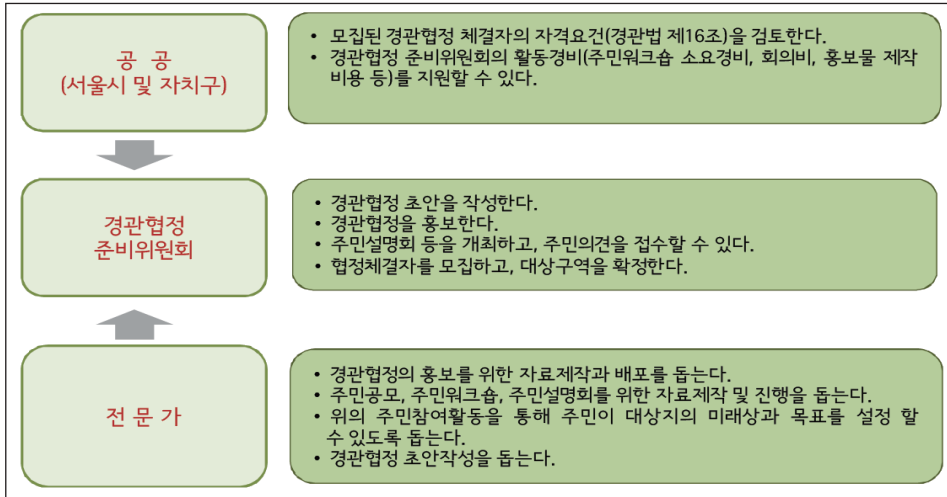 공 공
(서울시 및 자치구)
• 모집된 경관협정 체결자의 자격요건(경관법 제16조)을 검토한다.
• 경관협정 준비위원회의 활동경비(주민워크숍 소요경비, 회의비, 홍보물 제작
비용 등)를 지원할 수 있다.
경관협정
준비위원회
• 경관협정 초안을 작성한다.
• 경관협정을 홍보한다.
• 주민설명회 등을 개최하고, 주민의견을 접수할 수 있다.
• 협정체결자를 모집하고, 대상구역을 확정한다.
전 문 가
• 경관협정의 홍보를 위한 자료제작과 배포를 돕는다.
• 주민공모, 주민워크숍, 주민설명회를 위한 자료제작 및 진행을 돕는다.
• 위의 주민참여활동을 통해 주민이 대상지의 미래상과 목표를 설정 할
수 있도록 돕는다.
• 경관협정 초안작성을 돕는다.